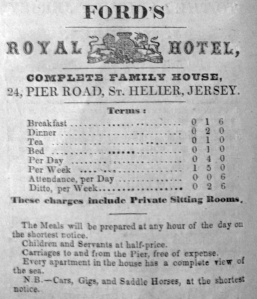 FORD'S
ROYAL HOTEL,
COMPLETE FAMILY HOUSE,
24, PIER ROAD, ST. HELIER, JERSEY.
Terms:
Breakfast 0 1 6
Dinner 0 2 0
Tea 0 1 0
Bed 0 1 0
Per Day 0 4 0
Per Week 1 5 0
Attendance, per Day 0 0 6
Ditto, per Week 0 2 6
These charges include Private Sitting Rooms.
The Meals will be prepared at any hour of the day on
the shortest notice.
Children and Servants at half-price.
Carriages to and from the Pier, free of expense.
Every apartment in the house has a complete view of
the sea.
N.B.—Cars, Gigs, and Saddle Horses, at the shortest
notice.